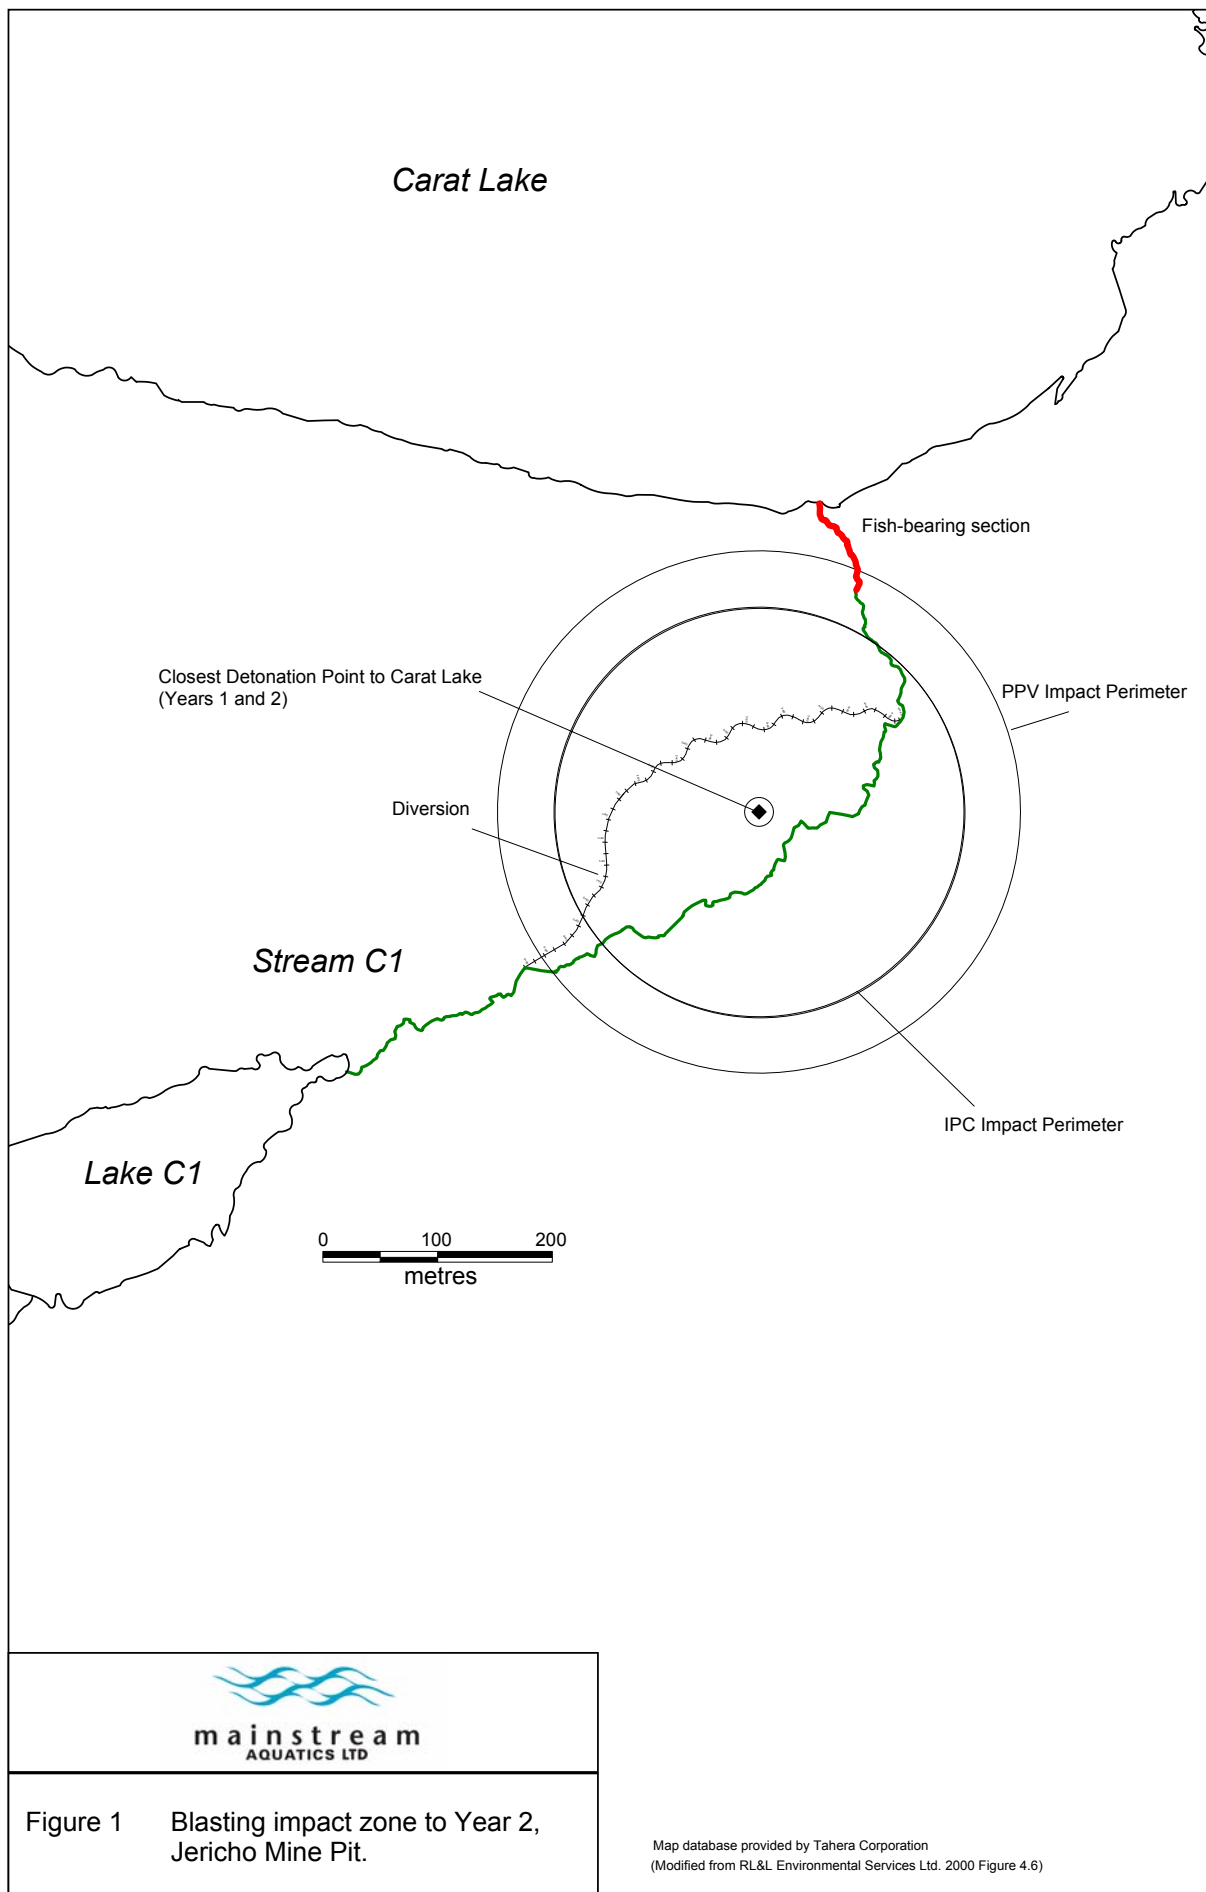 Carat Lake
Fish-bearing section
Closest Detonation Point to Carat Lake
(Years 1 and 2)
PPV Impact Perimeter
Diversion
Stream C1
IPC Impact Perimeter
Lake C1
0 100 200
metres
mainstream
AQUATICS LTD
Figure 1 Blasting impact zone to Year 2,
Jericho Mine Pit.
Map database provided by Tahera Corporation
(Modified from RL&L Environmental Services Ltd. 2000 Figure 4.6)